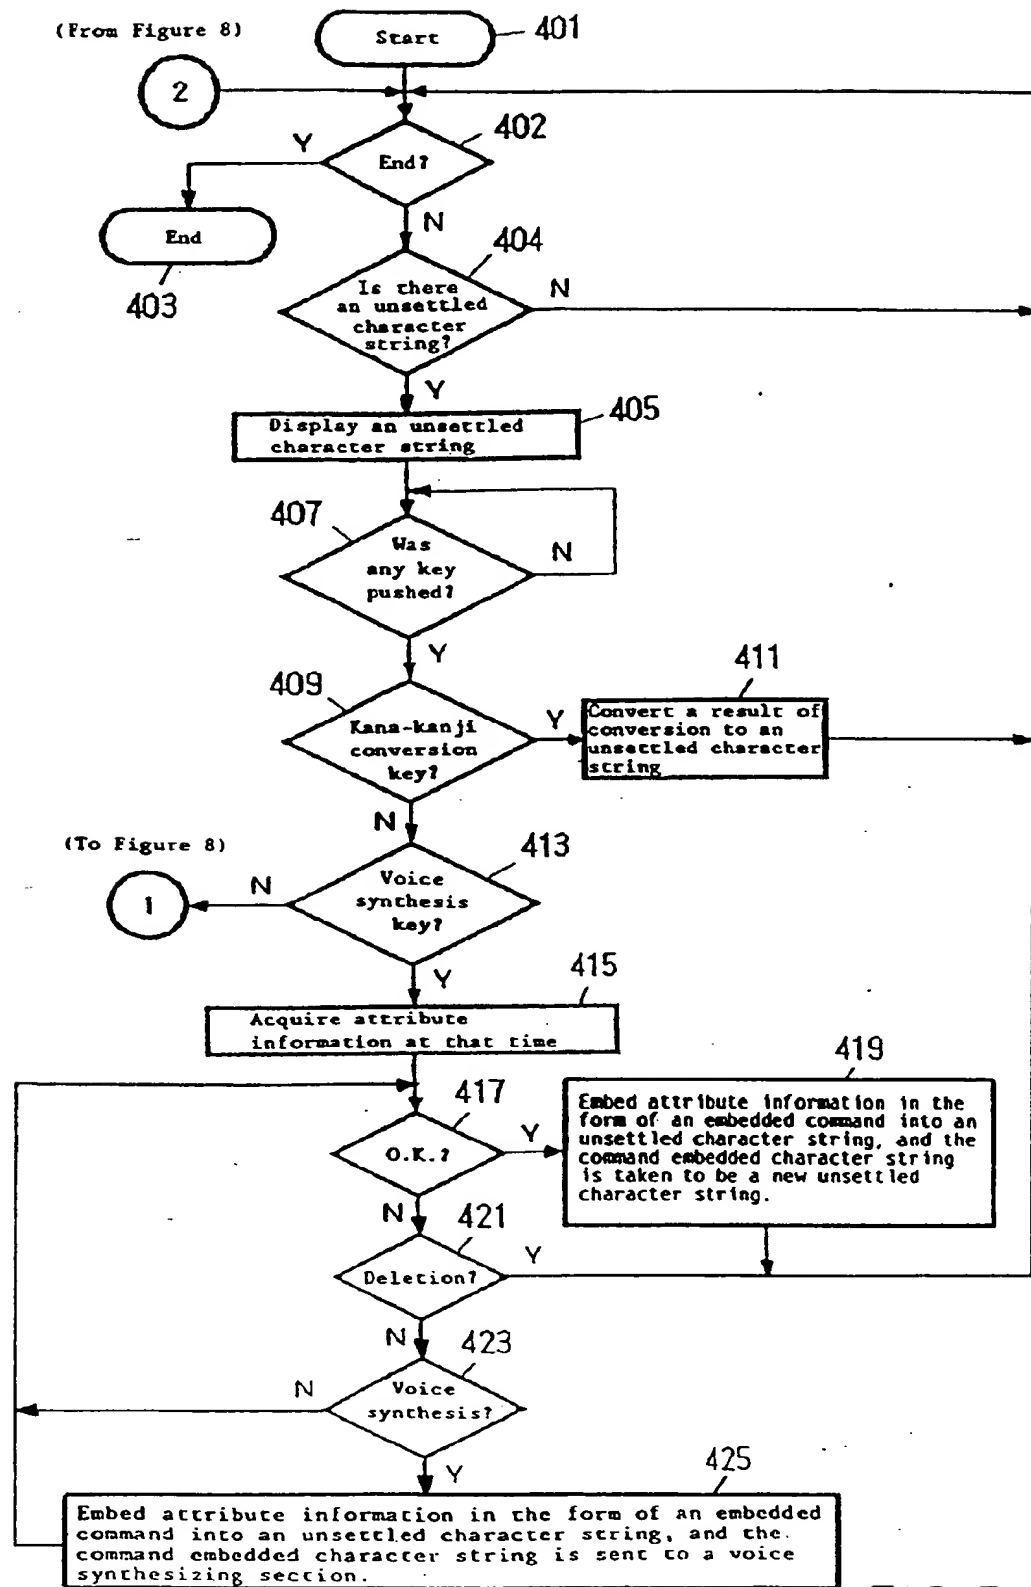 (From Figure 8)
Start
401
2
Y
402
End?
N
End
403
404
Is there
an unsettled
character
string?
N
Y
405
Display an unsettled
character string
407
Was
any key
pushed?
N
Y
409
Kana-kanji
conversion
key?
Y
411
Convert a result of
conversion to an
unsettled character
string
N
(To Figure 8)
413
Voice
synthesis
key?
N
1
Y
415
Acquire attribute
information at that time
417
O.K.?
Y
419
Embed attribute information in the
form of an embedded command into an
unsettled character string, and the
command embedded character string
is taken to be a new unsettled
character string.
N
421
Deletion?
Y
N
423
Voice
synthesis?
N
Y
425
Embed attribute information in the form of an embedded
command into an unsettled character string, and the
command embedded character string is sent to a voice
synthesizing section.